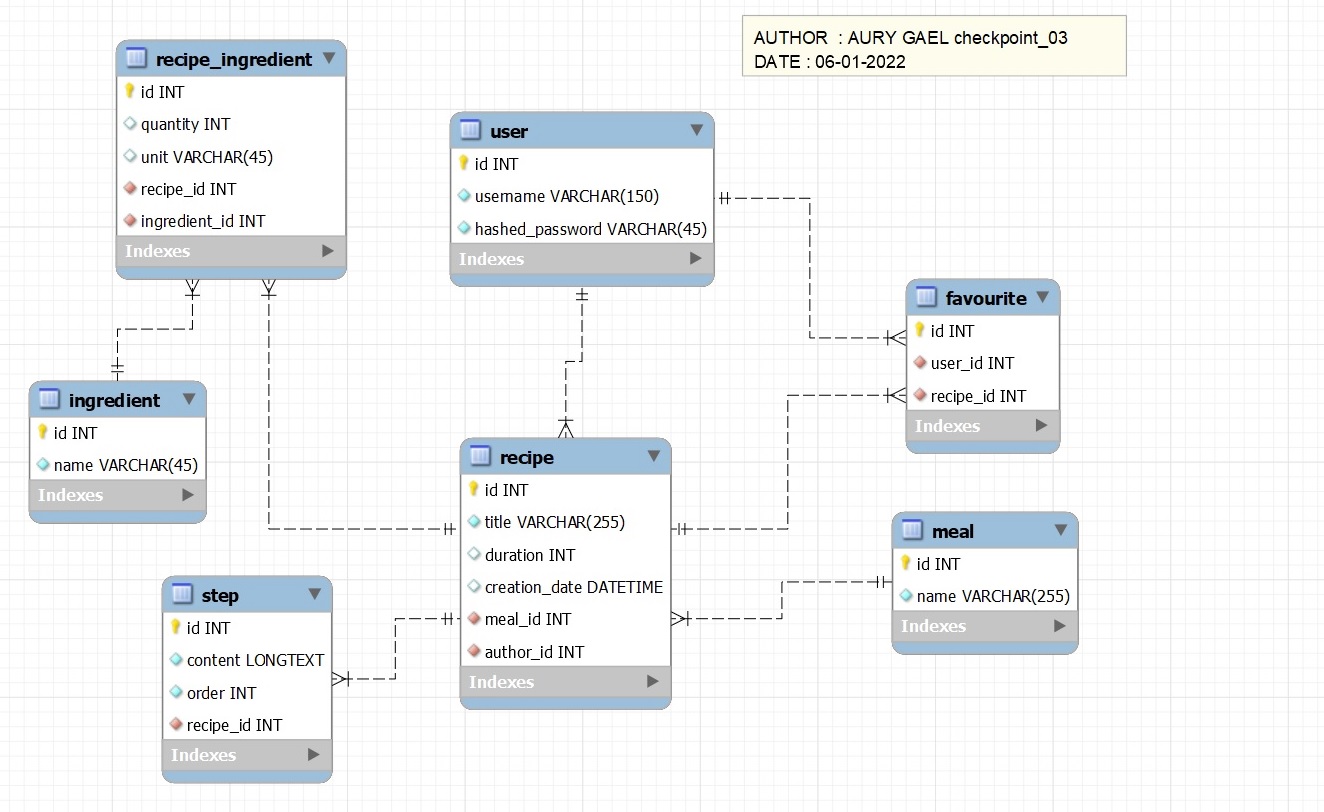 AUTHOR : AURY GAEL checkpoint_03
DATE : 06-01-2022
recipe_ingredient
id INT
quantity INT
unit VARCHAR(45)
recipe_id INT
ingredient_id INT
Indexes
user
id INT
username VARCHAR(150)
hashed_password VARCHAR(45)
Indexes
favourite
id INT
user_id INT
recipe_id INT
Indexes
ingredient
id INT
name VARCHAR(45)
Indexes
recipe
id INT
title VARCHAR(255)
duration INT
creation_date DATETIME
meal_id INT
author_id INT
Indexes
meal
id INT
name VARCHAR(255)
Indexes
step
id INT
content LONGTEXT
order INT
recipe_id INT
Indexes